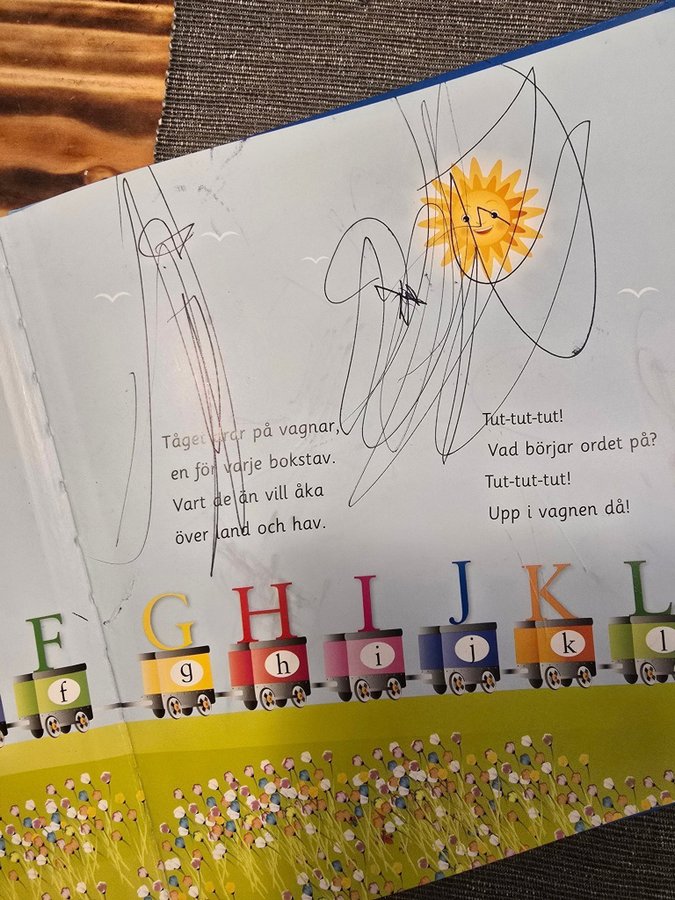 Tåget drar på vagnar,
en för varje bokstav.
Vart de än vill åka
över land och hav.
Tut-tut-tut!
Vad börjar ordet på?
Tut-tut-tut!
Upp i vagnen då!
F G H I J K L
f g h i j k l